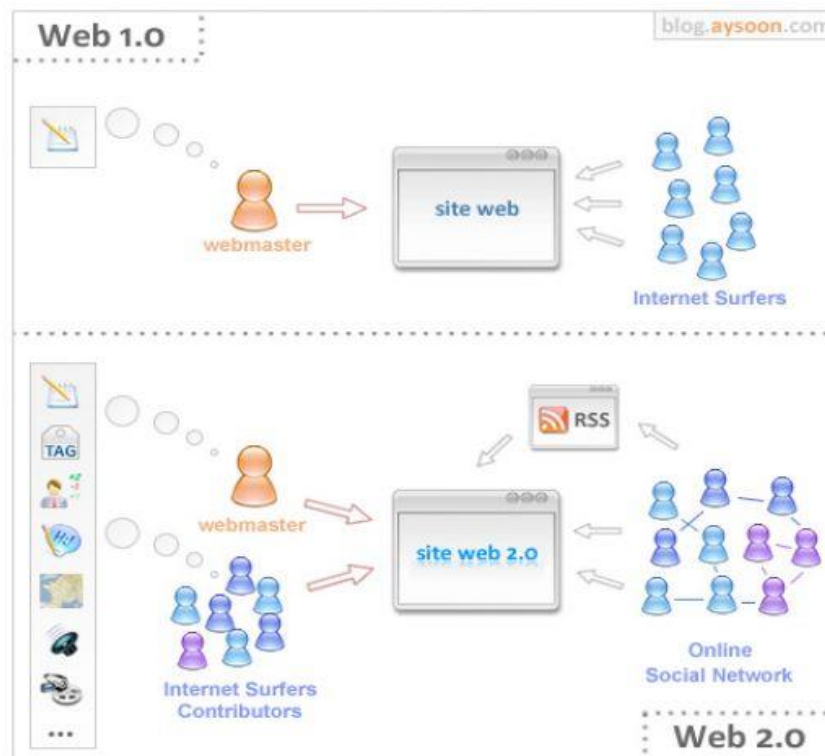 Web 1.0
blog.aysoon.com
site web
webmaster
Internet Surfers
TAG
RSS
Hi!
webmaster
site web 2.0
Internet Surfers
Contributors
Online
Social Network
...
Web 2.0